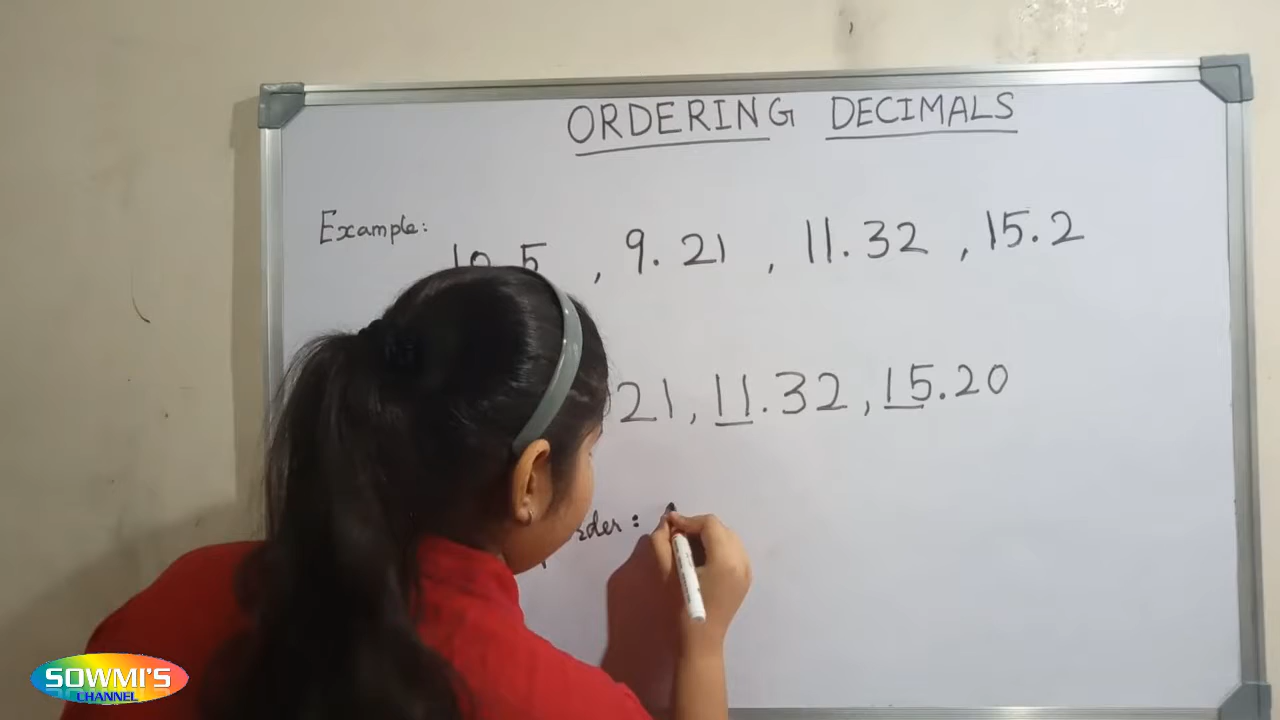 ORDERING DECIMALS
Example: 10.5 , 9.21 , 11.32 , 15.2
21, 11.32, 15.20
rder :
SOWMI'S
CHANNEL